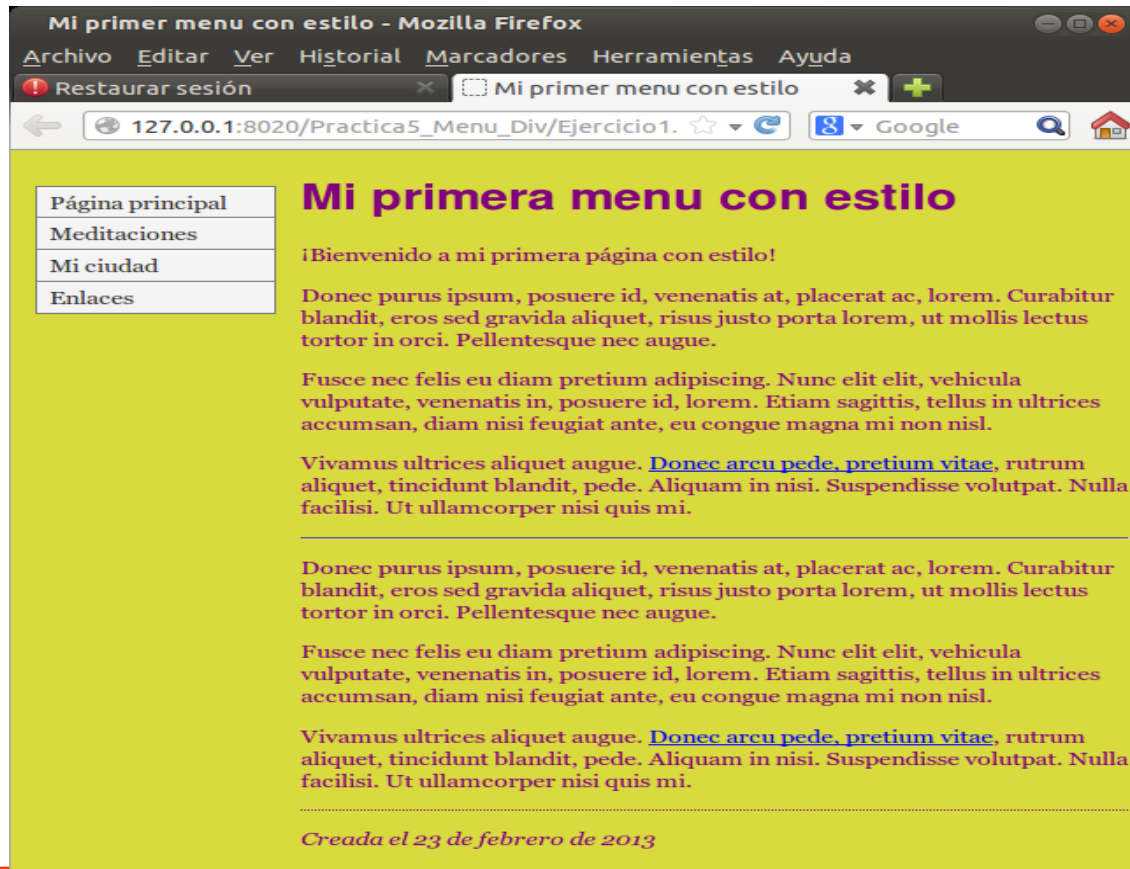 Mi primer menu con estilo - Mozilla Firefox
Archivo Editar Ver Historial Marcadores Herramientas Ayuda
Restaurar sesión
Mi primer menu con estilo
127.0.0.1:8020/Practica5_Menu_Div/Ejercicio1.
8 Google
Página principal
Meditaciones
Mi ciudad
Enlaces
Mi primera menu con estilo
¡Bienvenido a mi primera página con estilo!
Donec purus ipsum, posuere id, venenatis at, placerat ac, lorem. Curabitur
blandit, eros sed gravida aliquet, risus justo porta lorem, ut mollis lectus
tortor in orci. Pellentesque nec augue.
Fusce nec felis eu diam pretium adipiscing. Nunc elit elit, vehicula
vulputate, venenatis in, posuere id, lorem. Etiam sagittis, tellus in ultrices
accumsan, diam nisi feugiat ante, eu congue magna mi non nisl.
Vivamus ultrices aliquet augue. Donec arcu pede, pretium vitae, rutrum
aliquet, tincidunt blandit, pede. Aliquam in nisi. Suspendisse volutpat. Nulla
facilisi. Ut ullamcorper nisi quis mi.
Donec purus ipsum, posuere id, venenatis at, placerat ac, lorem. Curabitur
blandit, eros sed gravida aliquet, risus justo porta lorem, ut mollis lectus
tortor in orci. Pellentesque nec augue.
Fusce nec felis eu diam pretium adipiscing. Nunc elit elit, vehicula
vulputate, venenatis in, posuere id, lorem. Etiam sagittis, tellus in ultrices
accumsan, diam nisi feugiat ante, eu congue magna mi non nisl.
Vivamus ultrices aliquet augue. Donec arcu pede, pretium vitae, rutrum
aliquet, tincidunt blandit, pede. Aliquam in nisi. Suspendisse volutpat. Nulla
facilisi. Ut ullamcorper nisi quis mi.
Creada el 23 de febrero de 2013